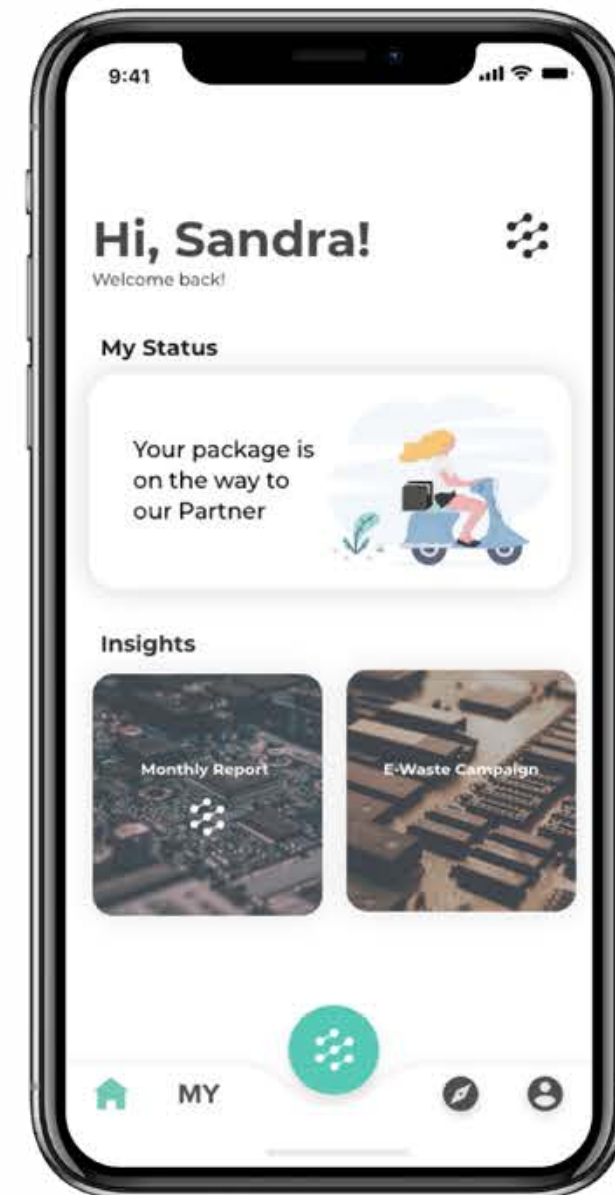 9:41
Hi, Sandra!
Welcome back!
My Status
Your package is
on the way to
our Partner
Insights
Monthly Report
E-Waste Campaign
MY